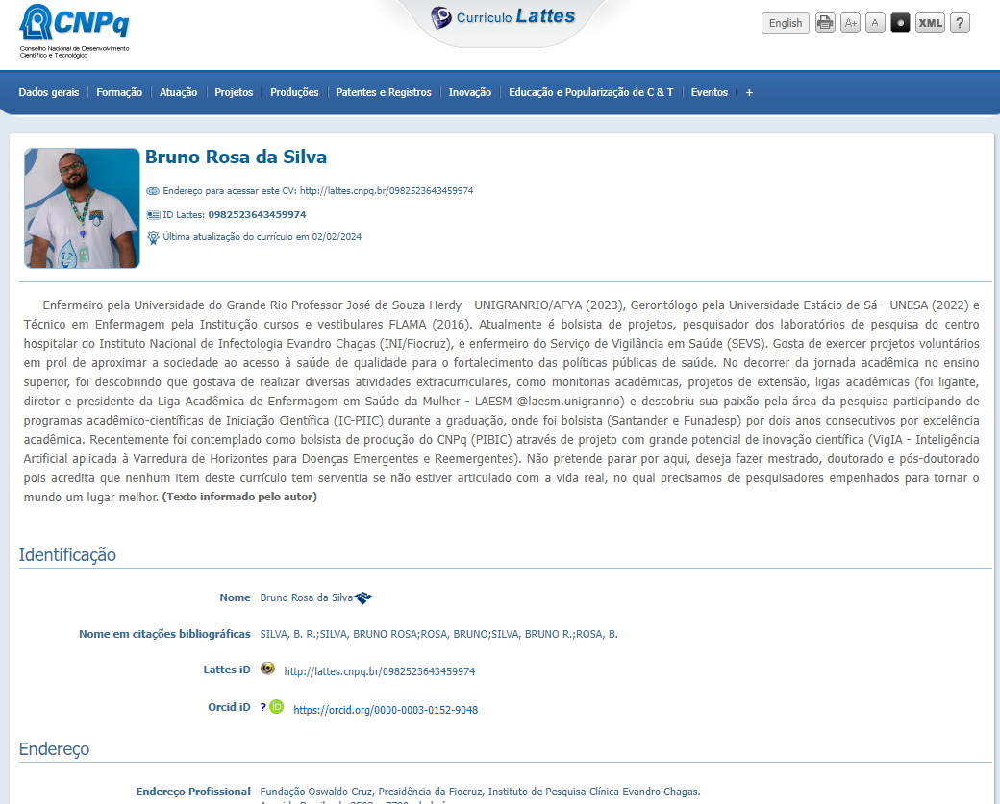 CNPq
Conselho Nacional de Desenvolvimento
Científico e Tecnológico
Currículo Lattes
English
A+
A
XML
?
Dados gerais
Formação
Atuação
Projetos
Produções
Patentes e Registros
Inovação
Educação e Popularização de C & T
Eventos
+
Bruno Rosa da Silva
Endereço para acessar este CV: http://lattes.cnpq.br/0982523643459974
ID Lattes: 0982523643459974
Última atualização do currículo em 02/02/2024
Enfermeiro pela Universidade do Grande Rio Professor José de Souza Herdy - UNIGRANRIO/AFYA (2023), Gerontólogo pela Universidade Estácio de Sá - UNESA (2022) e
Técnico em Enfermagem pela Instituição cursos e vestibulares FLAMA (2016). Atualmente é bolsista de projetos, pesquisador dos laboratórios de pesquisa do centro
hospitalar do Instituto Nacional de Infectologia Evandro Chagas (INI/Fiocruz), e enfermeiro do Serviço de Vigilância em Saúde (SEVS). Gosta de exercer projetos voluntários
em prol de aproximar a sociedade ao acesso à saúde de qualidade para o fortalecimento das políticas públicas de saúde. No decorrer da jornada acadêmica no ensino
superior, foi descobrindo que gostava de realizar diversas atividades extracurriculares, como monitorias acadêmicas, projetos de extensão, ligas acadêmicas (foi ligante,
diretor e presidente da Liga Acadêmica de Enfermagem em Saúde da Mulher - LAESM @laesm.unigranrio) e descobriu sua paixão pela área da pesquisa participando de
programas acadêmico-científicas de Iniciação Científica (IC-PIIC) durante a graduação, onde foi bolsista (Santander e Funadesp) por dois anos consecutivos por excelência
acadêmica. Recentemente foi contemplado como bolsista de produção do CNPq (PIBIC) através de projeto com grande potencial de inovação científica (VigIA - Inteligência
Artificial aplicada à Varredura de Horizontes para Doenças Emergentes e Reemergentes). Não pretende parar por aqui, deseja fazer mestrado, doutorado e pós-doutorado
pois acredita que nenhum item deste currículo tem serventia se não estiver articulado com a vida real, no qual precisamos de pesquisadores empenhados para tornar o
mundo um lugar melhor. (Texto informado pelo autor)
Identificação
Nome Bruno Rosa da Silva
Nome em citações bibliográficas SILVA, B. R.;SILVA, BRUNO ROSA;ROSA, BRUNO;SILVA, BRUNO R.;ROSA, B.
Lattes iD http://lattes.cnpq.br/0982523643459974
Orcid iD ? iD https://orcid.org/0000-0003-0152-9048
Endereço
Endereço Profissional Fundação Oswaldo Cruz, Presidência da Fiocruz, Instituto de Pesquisa Clínica Evandro Chagas.